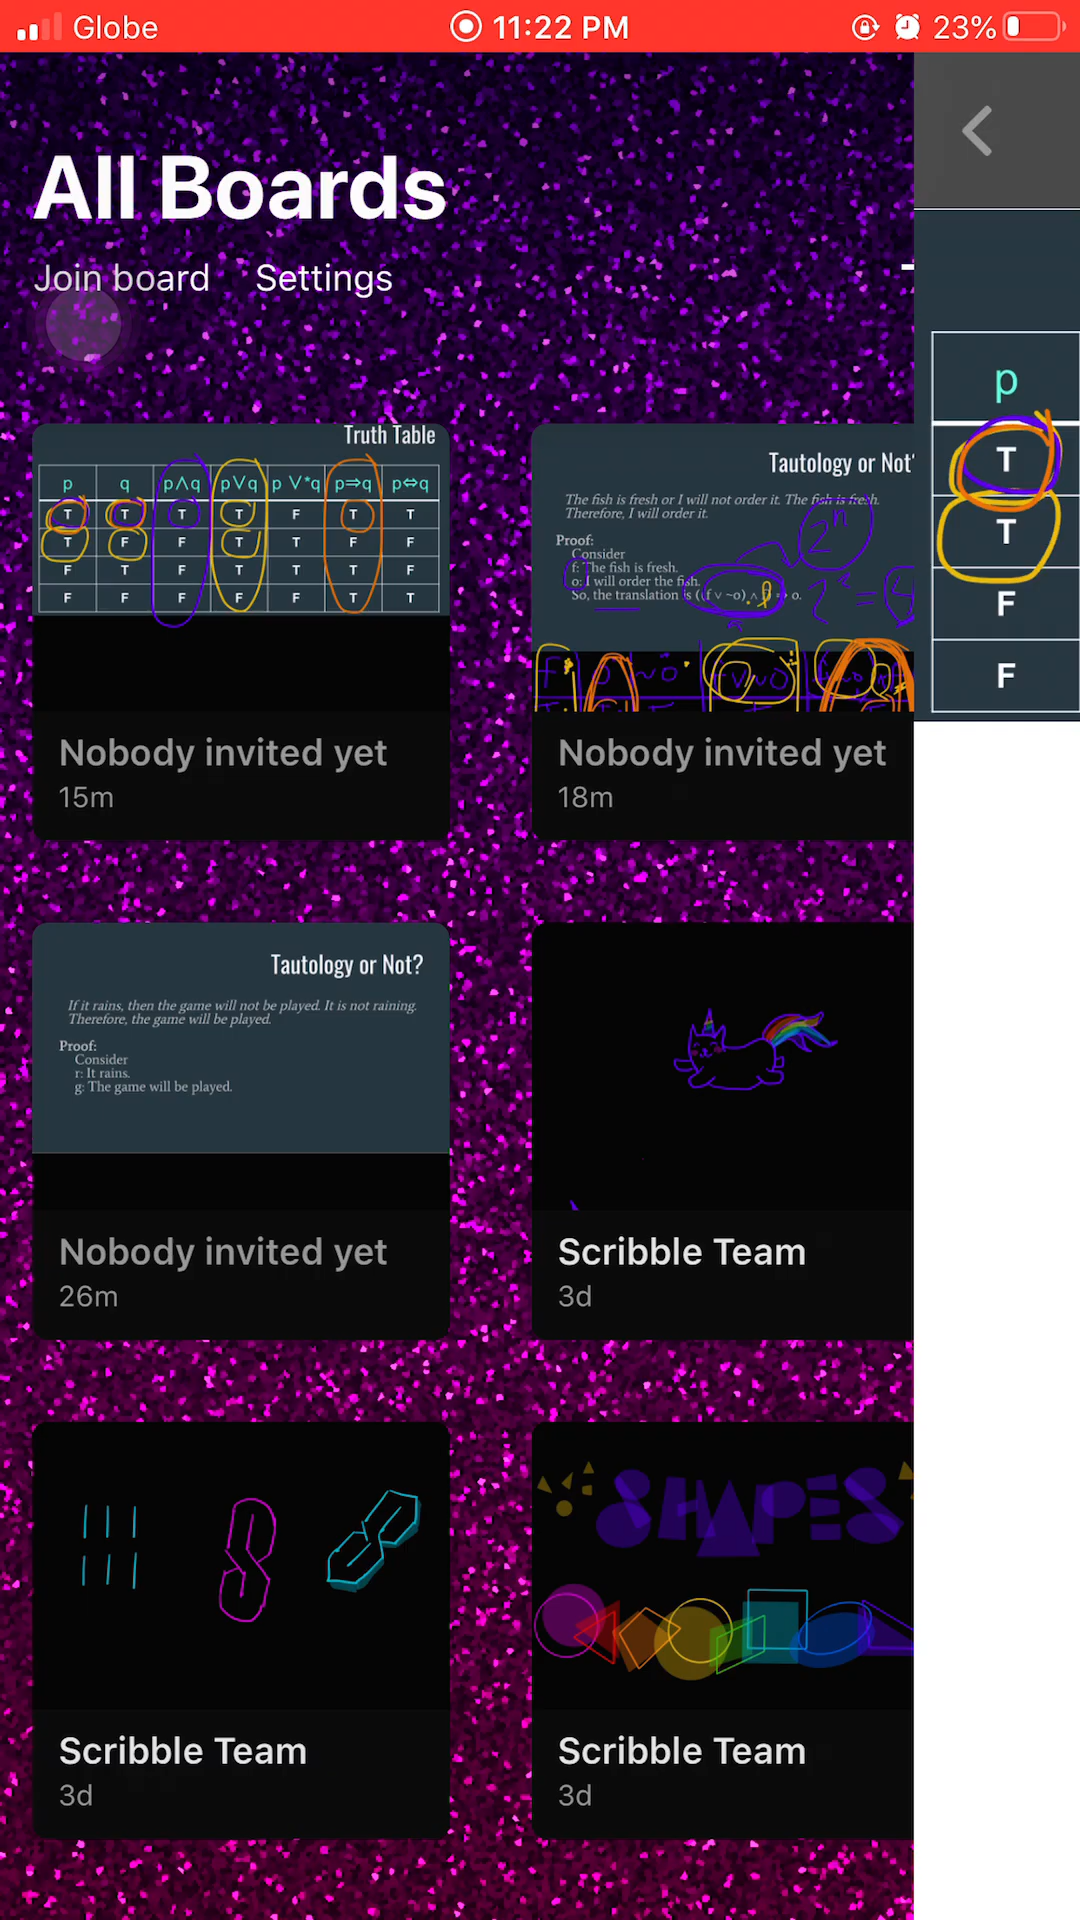 Globe 11:22 PM 23%
All Boards
Join board Settings
Truth Table
p q p∧q p∨q p ∨*q p⇒q p⇔q
T T T T F T T
T F F T T F F
F T F T T T F
F F F F F T T
Nobody invited yet
15m
Tautology or Not?
The fish is fresh or I will not order it. The fish is fresh.
Therefore, I will order it.
Proof:
Consider
f: The fish is fresh.
o: I will order the fish.
So, the translation is (f ∨ ~o) ∧ f ⇒ o.
2ⁿ
2² = 4
Nobody invited yet
18m
Tautology or Not?
If it rains, then the game will not be played. It is not raining.
Therefore, the game will be played.
Proof:
Consider
r: It rains.
g: The game will be played.
Nobody invited yet
26m
Scribble Team
3d
S
Scribble Team
3d
SHAPES
Scribble Team
3d
p
T
T
F
F